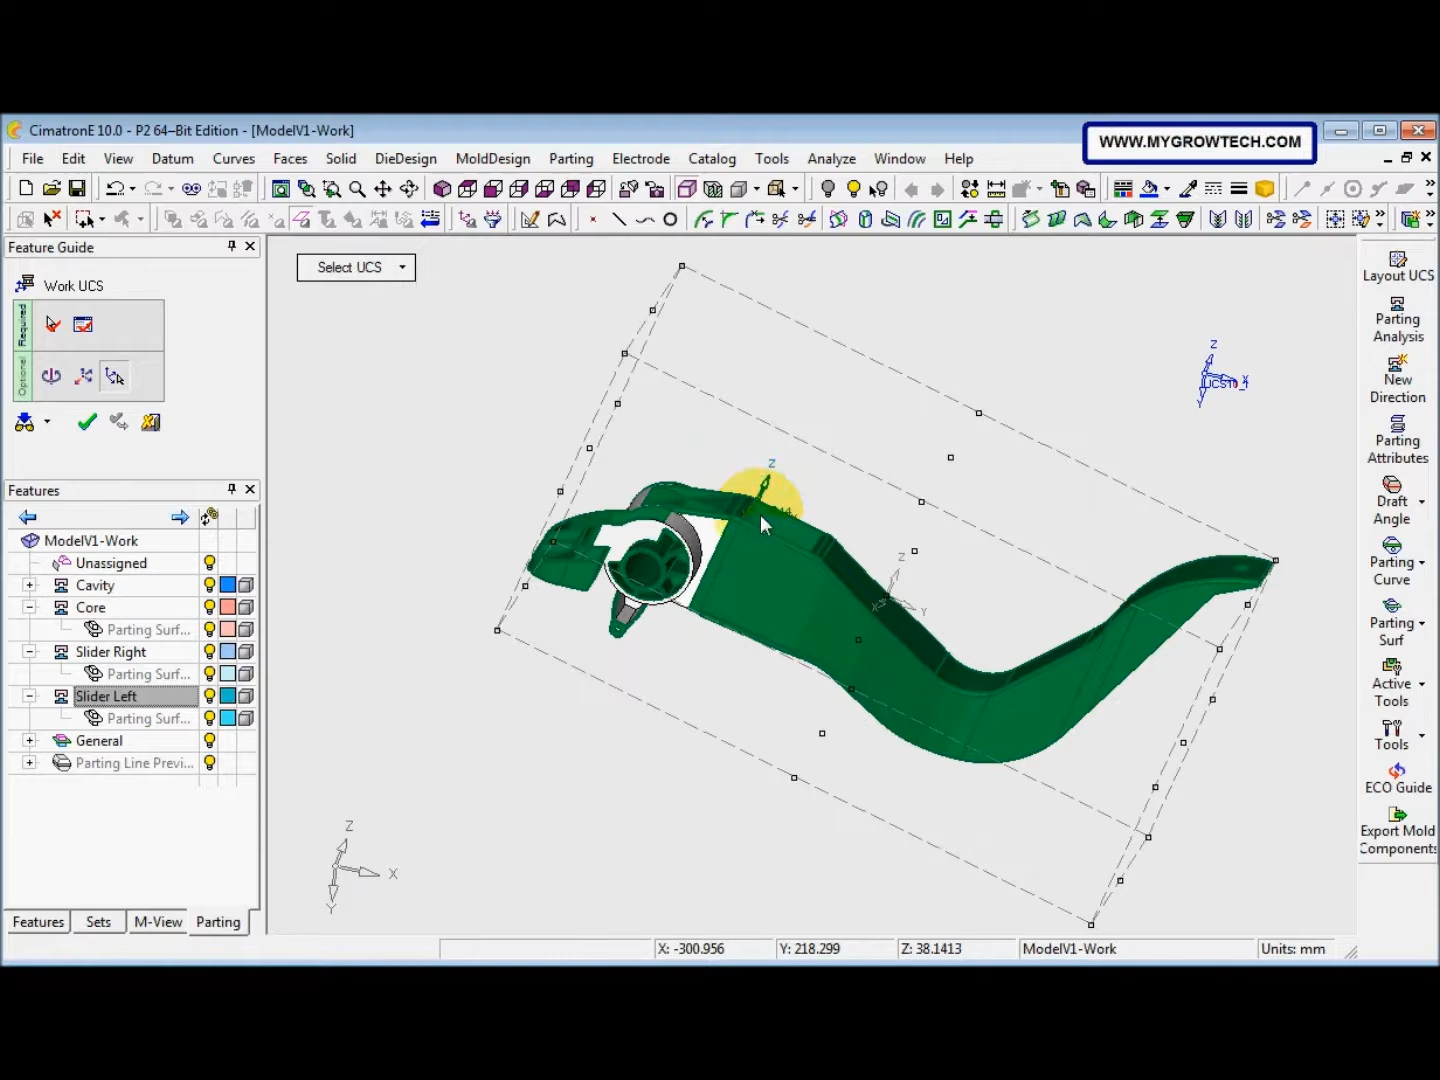 CimatronE 10.0 - P2 64–Bit Edition - [ModelV1-Work]
WWW.MYGROWTECH.COM
File Edit View Datum Curves Faces Solid DieDesign MoldDesign Parting Electrode Catalog Tools Analyze Window Help
Feature Guide
Work UCS
Required
Optional
Features
ModelV1-Work
Unassigned
Cavity
Core
Parting Surf...
Slider Right
Parting Surf...
Slider Left
Parting Surf...
General
Parting Line Previ...
Features Sets M-View Parting
Select UCS
Z
Z
Y
X
Z
X
Z
X
Y
Layout UCS
Parting
Analysis
New
Direction
Parting
Attributes
Draft
Angle
Parting
Curve
Parting
Surf
Active
Tools
Tools
ECO Guide
Export Mold
Components
X: -300.956 Y: 218.299 Z: 38.1413 ModelV1-Work Units: mm